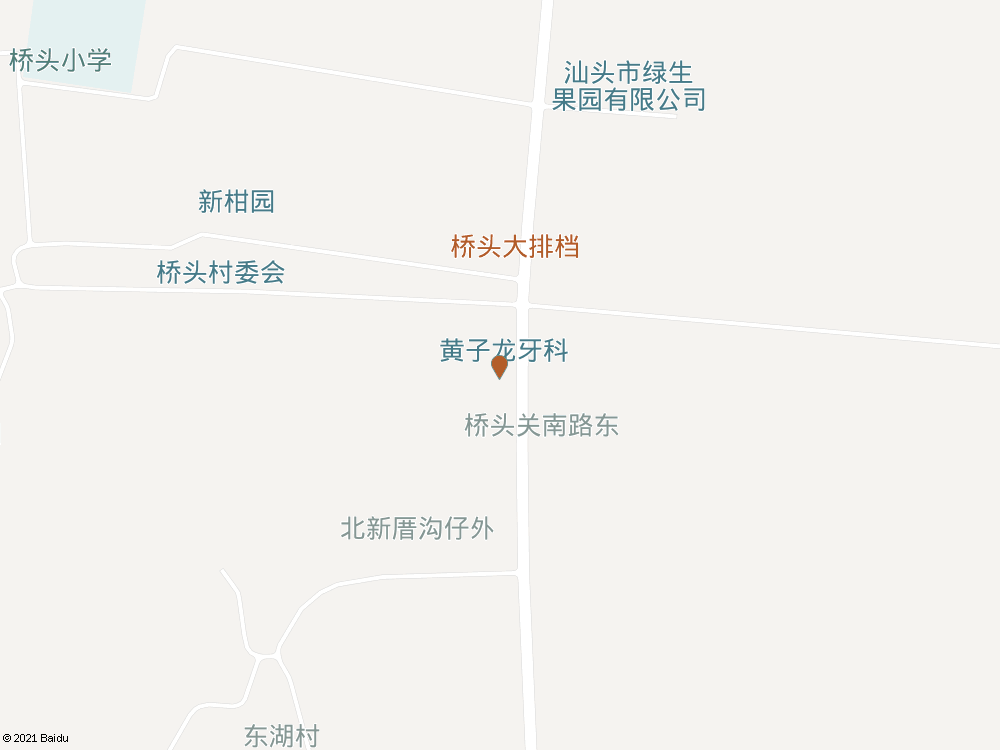 桥头小学
汕头市绿生
果园有限公司
新柑园
桥头大排档
桥头村委会
黄子龙牙科
桥头关南路东
北新厝沟仔外
东湖村
© 2021 Baidu